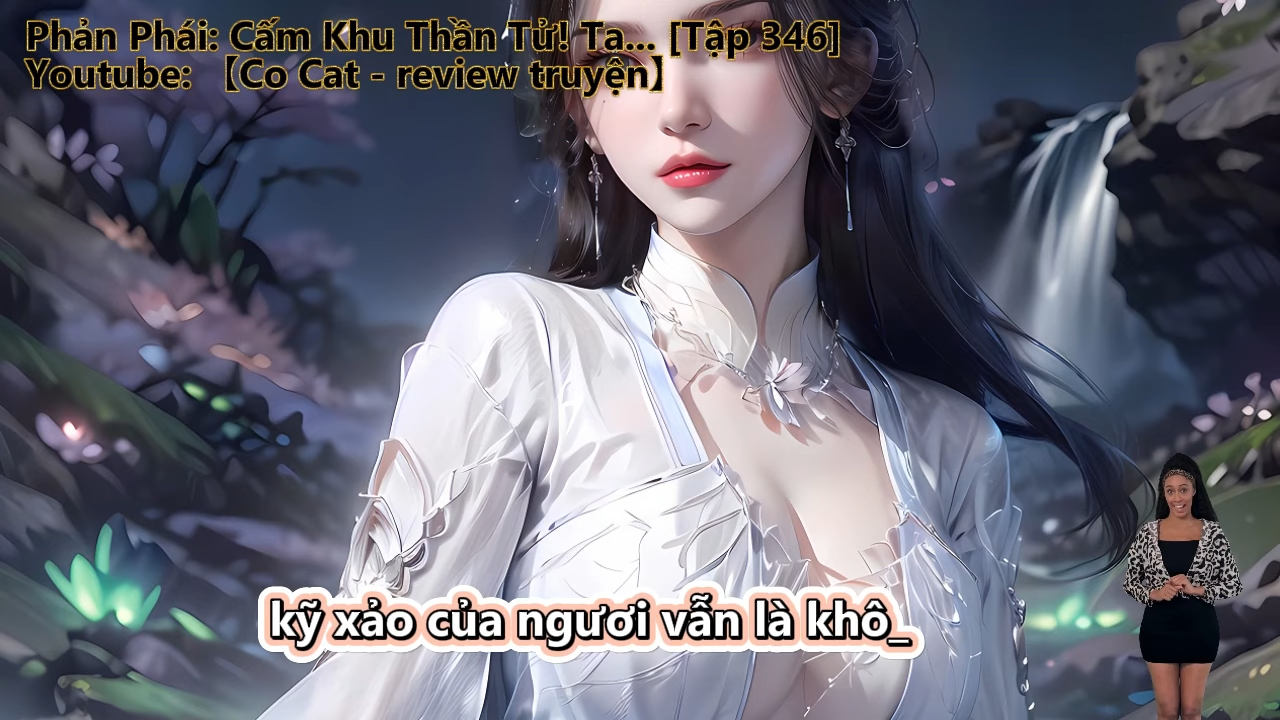 Phản Phái: Cấm Khu Thần Tử! Ta... [Tập 346]
Youtube: 【Co Cat - review truyện】
kỹ xảo của ngươi vẫn là khô_